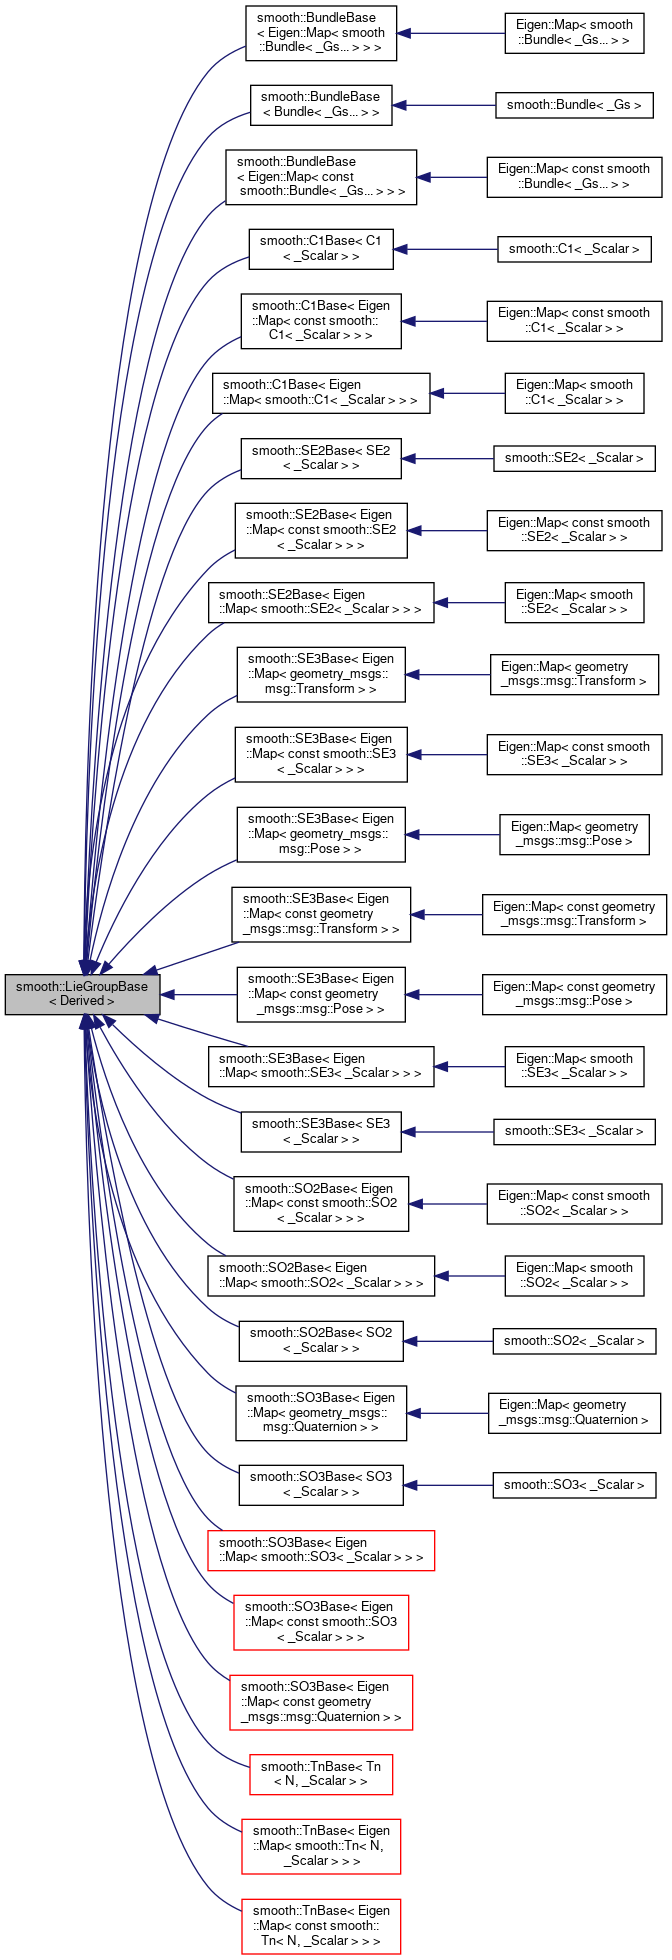 smooth::BundleBase
< Eigen::Map< smooth
::Bundle< _Gs... > > >
Eigen::Map< smooth
::Bundle< _Gs... > >
smooth::BundleBase
< Bundle< _Gs... > >
smooth::Bundle< _Gs >
smooth::BundleBase
< Eigen::Map< const
smooth::Bundle< _Gs... > > >
Eigen::Map< const smooth
::Bundle< _Gs... > >
smooth::C1Base< C1
< _Scalar > >
smooth::C1< _Scalar >
smooth::C1Base< Eigen
::Map< const smooth::
C1< _Scalar > > >
Eigen::Map< const smooth
::C1< _Scalar > >
smooth::C1Base< Eigen
::Map< smooth::C1< _Scalar > > >
Eigen::Map< smooth
::C1< _Scalar > >
smooth::SE2Base< SE2
< _Scalar > >
smooth::SE2< _Scalar >
smooth::SE2Base< Eigen
::Map< const smooth::SE2
< _Scalar > > >
Eigen::Map< const smooth
::SE2< _Scalar > >
smooth::SE2Base< Eigen
::Map< smooth::SE2< _Scalar > > >
Eigen::Map< smooth
::SE2< _Scalar > >
smooth::SE3Base< Eigen
::Map< geometry_msgs::
msg::Transform > >
Eigen::Map< geometry
_msgs::msg::Transform >
smooth::SE3Base< Eigen
::Map< const smooth::SE3
< _Scalar > > >
Eigen::Map< const smooth
::SE3< _Scalar > >
smooth::SE3Base< Eigen
::Map< geometry_msgs::
msg::Pose > >
Eigen::Map< geometry
_msgs::msg::Pose >
smooth::SE3Base< Eigen
::Map< const geometry
_msgs::msg::Transform > >
Eigen::Map< const geometry
_msgs::msg::Transform >
smooth::LieGroupBase
< Derived >
smooth::SE3Base< Eigen
::Map< const geometry
_msgs::msg::Pose > >
Eigen::Map< const geometry
_msgs::msg::Pose >
smooth::SE3Base< Eigen
::Map< smooth::SE3< _Scalar > > >
Eigen::Map< smooth
::SE3< _Scalar > >
smooth::SE3Base< SE3
< _Scalar > >
smooth::SE3< _Scalar >
smooth::SO2Base< Eigen
::Map< const smooth::SO2
< _Scalar > > >
Eigen::Map< const smooth
::SO2< _Scalar > >
smooth::SO2Base< Eigen
::Map< smooth::SO2< _Scalar > > >
Eigen::Map< smooth
::SO2< _Scalar > >
smooth::SO2Base< SO2
< _Scalar > >
smooth::SO2< _Scalar >
smooth::SO3Base< Eigen
::Map< geometry_msgs::
msg::Quaternion > >
Eigen::Map< geometry
_msgs::msg::Quaternion >
smooth::SO3Base< SO3
< _Scalar > >
smooth::SO3< _Scalar >
smooth::SO3Base< Eigen
::Map< smooth::SO3< _Scalar > > >
smooth::SO3Base< Eigen
::Map< const smooth::SO3
< _Scalar > > >
smooth::SO3Base< Eigen
::Map< const geometry
_msgs::msg::Quaternion > >
smooth::TnBase< Tn
< N, _Scalar > >
smooth::TnBase< Eigen
::Map< smooth::Tn< N,
_Scalar > > >
smooth::TnBase< Eigen
::Map< const smooth::
Tn< N, _Scalar > > >